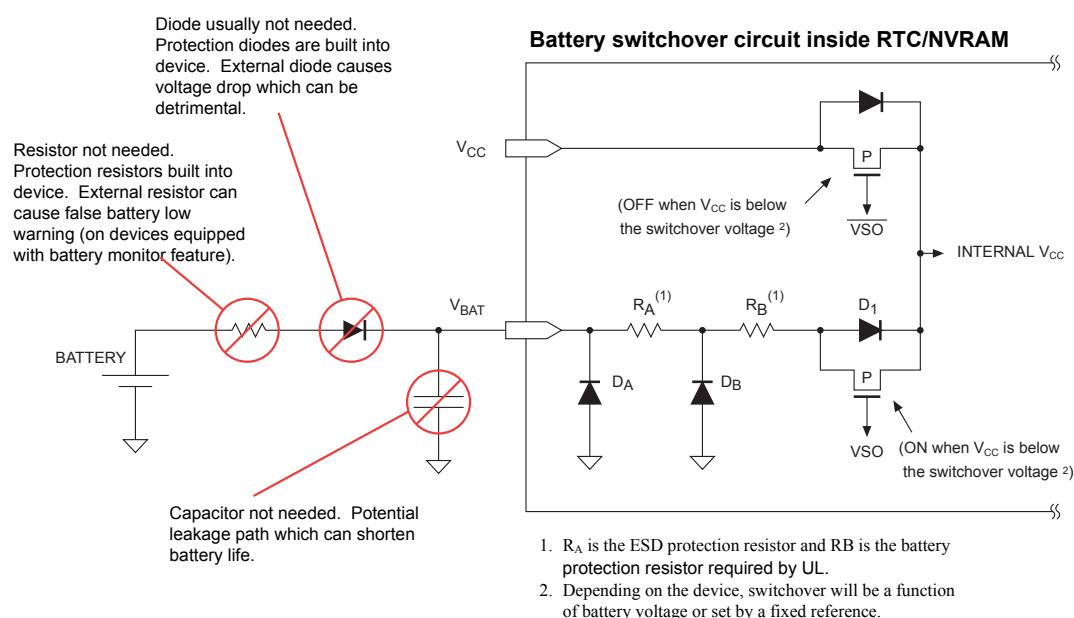 Diode usually not needed.
Protection diodes are built into
device.  External diode causes
voltage drop which can be
detrimental.
Battery switchover circuit inside RTC/NVRAM
Resistor not needed.
Protection resistors built into
device.  External resistor can
cause false battery low
warning (on devices equipped
with battery monitor feature).
VCC
P
(OFF when VCC is below
the switchover voltage 2)
VSO
INTERNAL VCC
VBAT
RA(1)
RB(1)
D1
BATTERY
DA
DB
P
VSO
(ON when VCC is below
the switchover voltage 2)
Capacitor not needed.  Potential
leakage path which can shorten
battery life.
1. RA is the ESD protection resistor and RB is the battery
protection resistor required by UL.
2. Depending on the device, switchover will be a function
of battery voltage or set by a fixed reference.